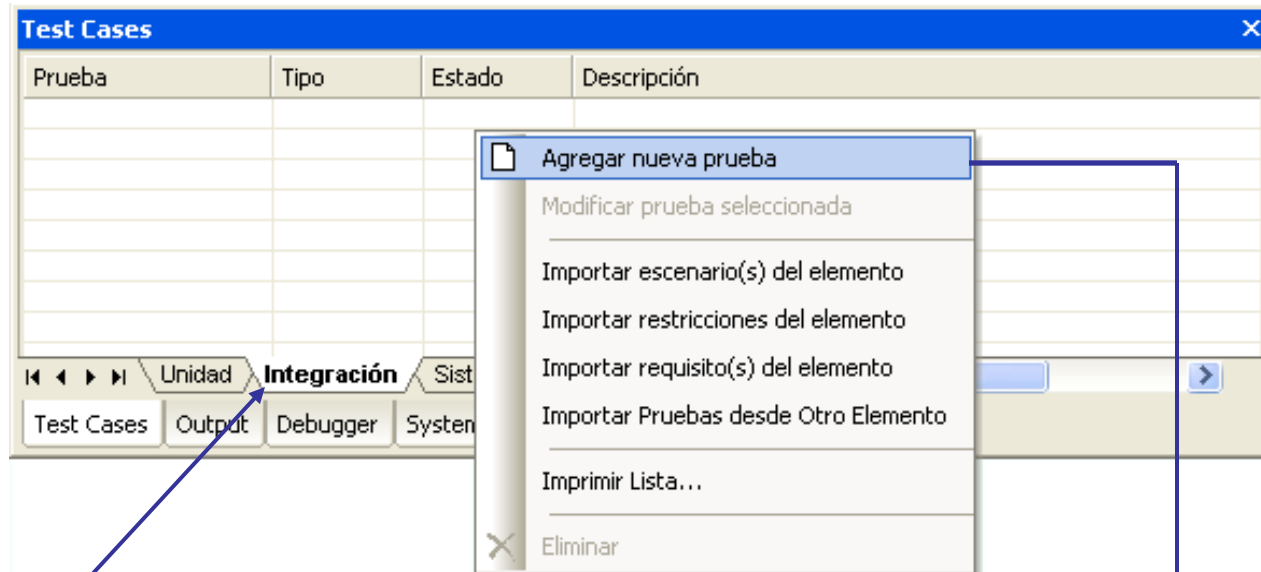 Test Cases
Prueba Tipo Estado Descripción
Agregar nueva prueba
Modificar prueba seleccionada
Importar escenario(s) del elemento
Importar restricciones del elemento
Importar requisito(s) del elemento
Importar Pruebas desde Otro Elemento
Imprimir Lista...
Eliminar
Unidad Integración Sist
Test Cases Output Debugger System